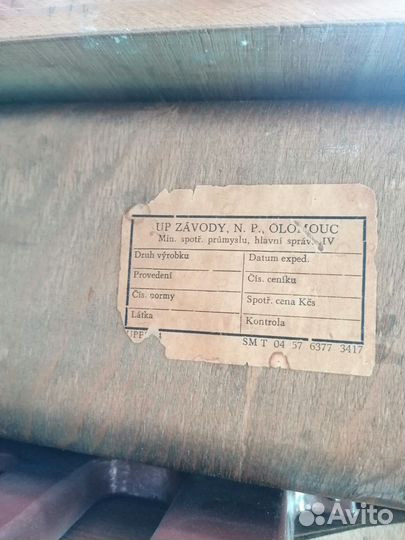 UP ZÁVODY, N. P., OLOMOUC
Min. spotř. průmyslu, hlavní správa IV
Druh výrobku
Datum exped.
Provedení
Čís. ceníku
Čís. normy
Spotř. cena Kčs
Látka
Kontrola
SM T 04 57 6377 3417
Avito